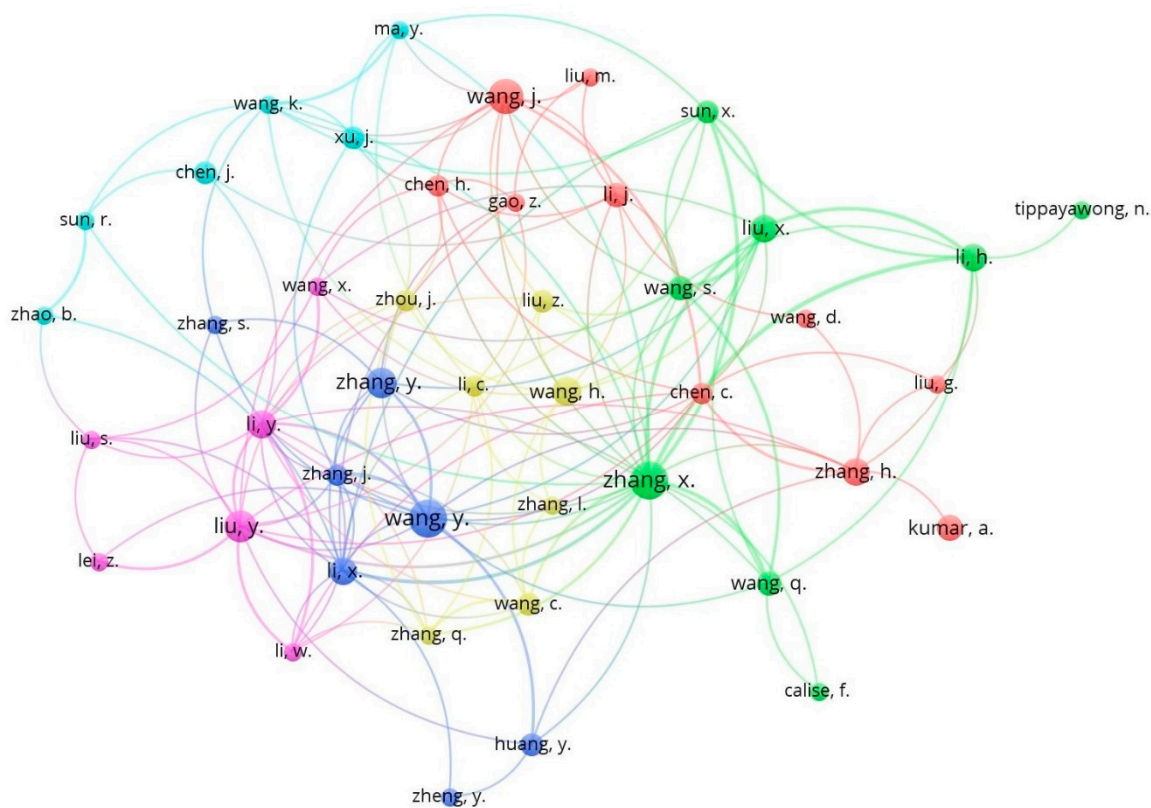 ma, y.
liu, m.
wang, j.
wang, k.
sun, x.
xu, j.
chen, j.
chen, h.
li, j.
gao, z.
tippayawong, n.
sun, r.
liu, x.
li, h.
wang, x.
wang, s.
zhou, j.
liu, z.
zhao, b.
wang, d.
zhang, s.
zhang, y.
li, c.
wang, h.
liu, g.
chen, c.
li, y.
liu, s.
zhang, h.
zhang, j.
zhang, x.
zhang, l.
wang, y.
liu, y.
kumar, a.
lei, z.
li, x.
wang, q.
wang, c.
zhang, q.
li, w.
calise, f.
huang, y.
zheng, y.